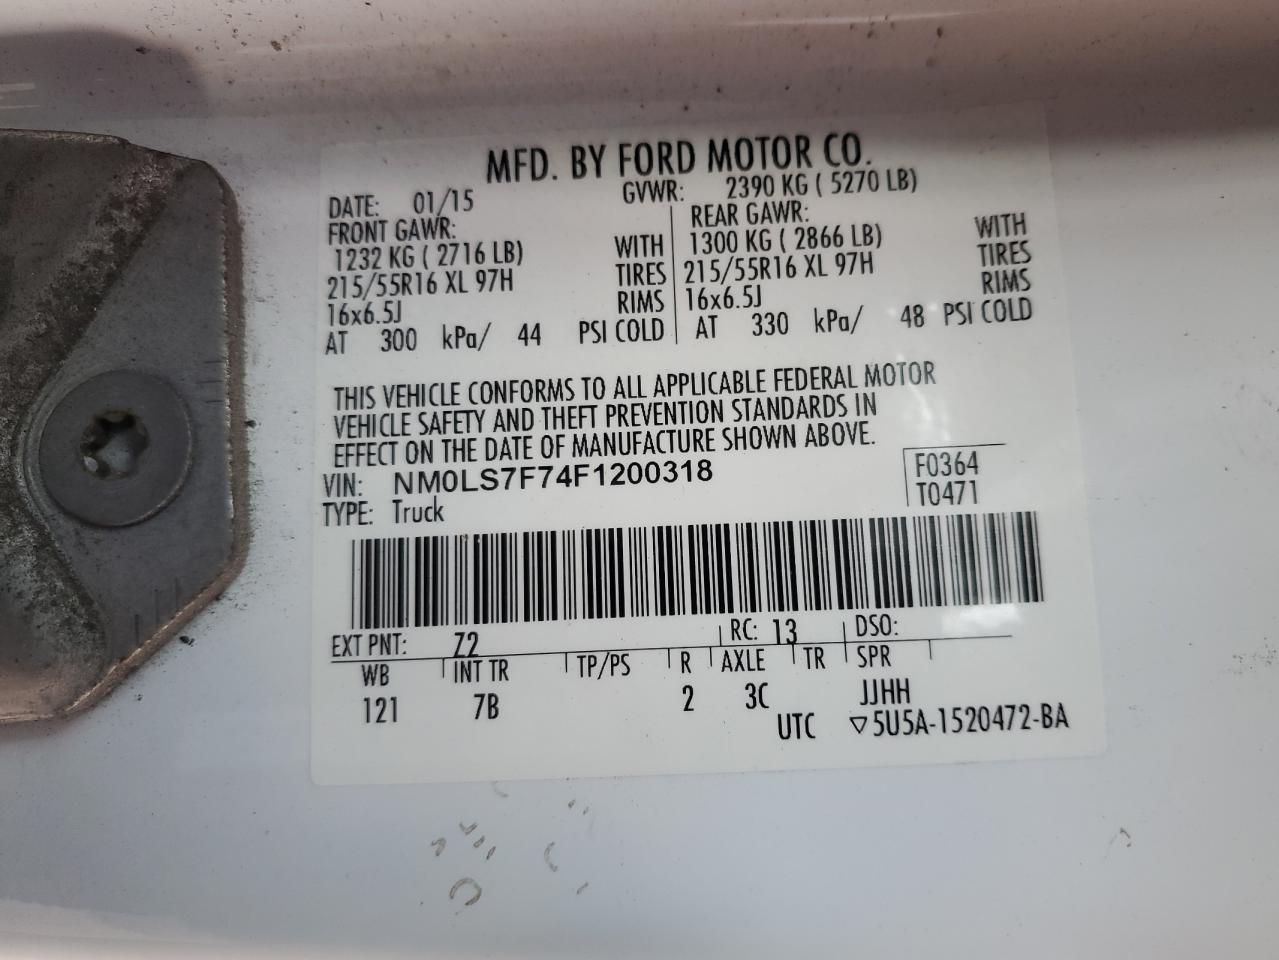 MFD. BY FORD MOTOR CO.
DATE: 01/15 GVWR: 2390 KG ( 5270 LB)
FRONT GAWR: REAR GAWR:
1232 KG ( 2716 LB) WITH 1300 KG ( 2866 LB) WITH
215/55R16 XL 97H TIRES 215/55R16 XL 97H TIRES
16x6.5J RIMS 16x6.5J RIMS
AT 300 kPa/ 44 PSI COLD AT 330 kPa/ 48 PSI COLD
THIS VEHICLE CONFORMS TO ALL APPLICABLE FEDERAL MOTOR
VEHICLE SAFETY AND THEFT PREVENTION STANDARDS IN
EFFECT ON THE DATE OF MANUFACTURE SHOWN ABOVE.
VIN: NM0LS7F74F1200318 F0364
TYPE: Truck T0471
EXT PNT: Z2 RC: 13 DSO:
WB INT TR TP/PS R AXLE TR SPR
121 7B 2 3C JJHH
UTC ▽5U5A-1520472-BA